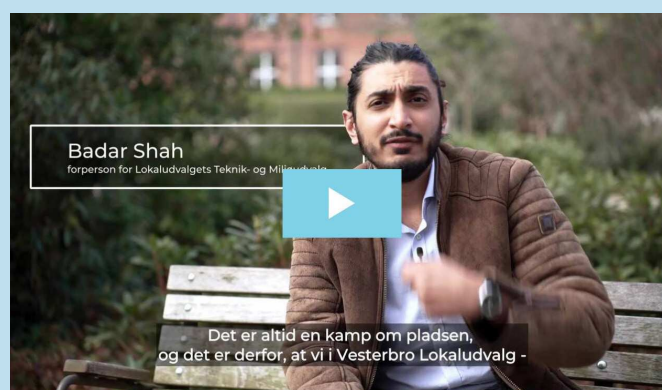 Badar Shah
forperson for Lokaludvalgets Teknik- og Miljøudvalg
Det er altid en kamp om pladsen,
og det er derfor, at vi i Vesterbro Lokaludvalg -